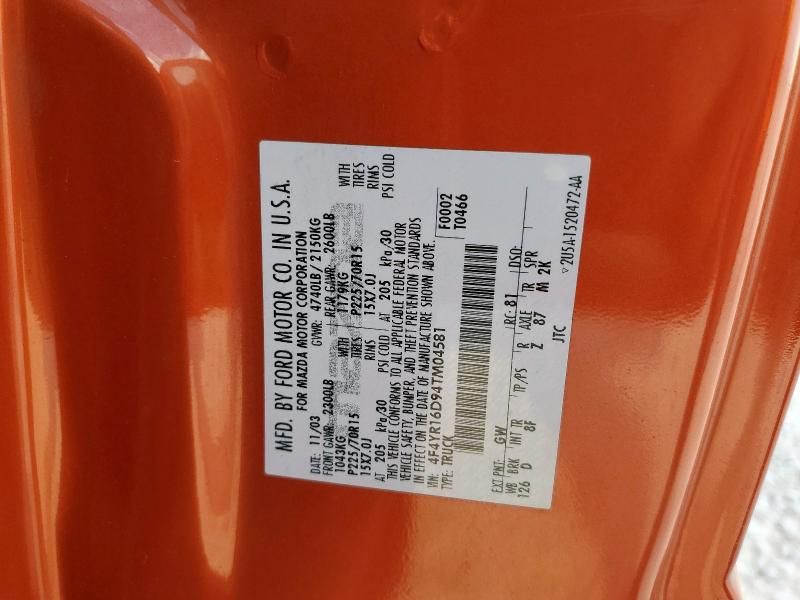 MFD. BY FORD MOTOR CO. IN U.S.A.
FOR MAZDA MOTOR CORPORATION
DATE: 11/03 GVWR: 4740LB/ 2150KG
FRONT GAWR: 2300LB REAR GAWR: 2600LB
1043KG WITH 1179KG WITH
P225/70R15 TIRES P225/70R15 TIRES
15X7.0J RIMS 15X7.0J RIMS
AT 205 kPa/30 PSI COLD AT 205 kPa/30 PSI COLD
THIS VEHICLE CONFORMS TO ALL APPLICABLE FEDERAL MOTOR
VEHICLE SAFETY, BUMPER, AND THEFT PREVENTION STANDARDS
IN EFFECT ON THE DATE OF MANUFACTURE SHOWN ABOVE.
VIN: 4F4YR16D94TM04581 F0002
TYPE: TRUCK T0466
EXT PNT: GW RC: 81 DSO:
WB BRK INT TR TP/PS R AXLE TR SPR
126 D 8F Z 87 M 2K
JTC
▽2U5A-1520472-AA